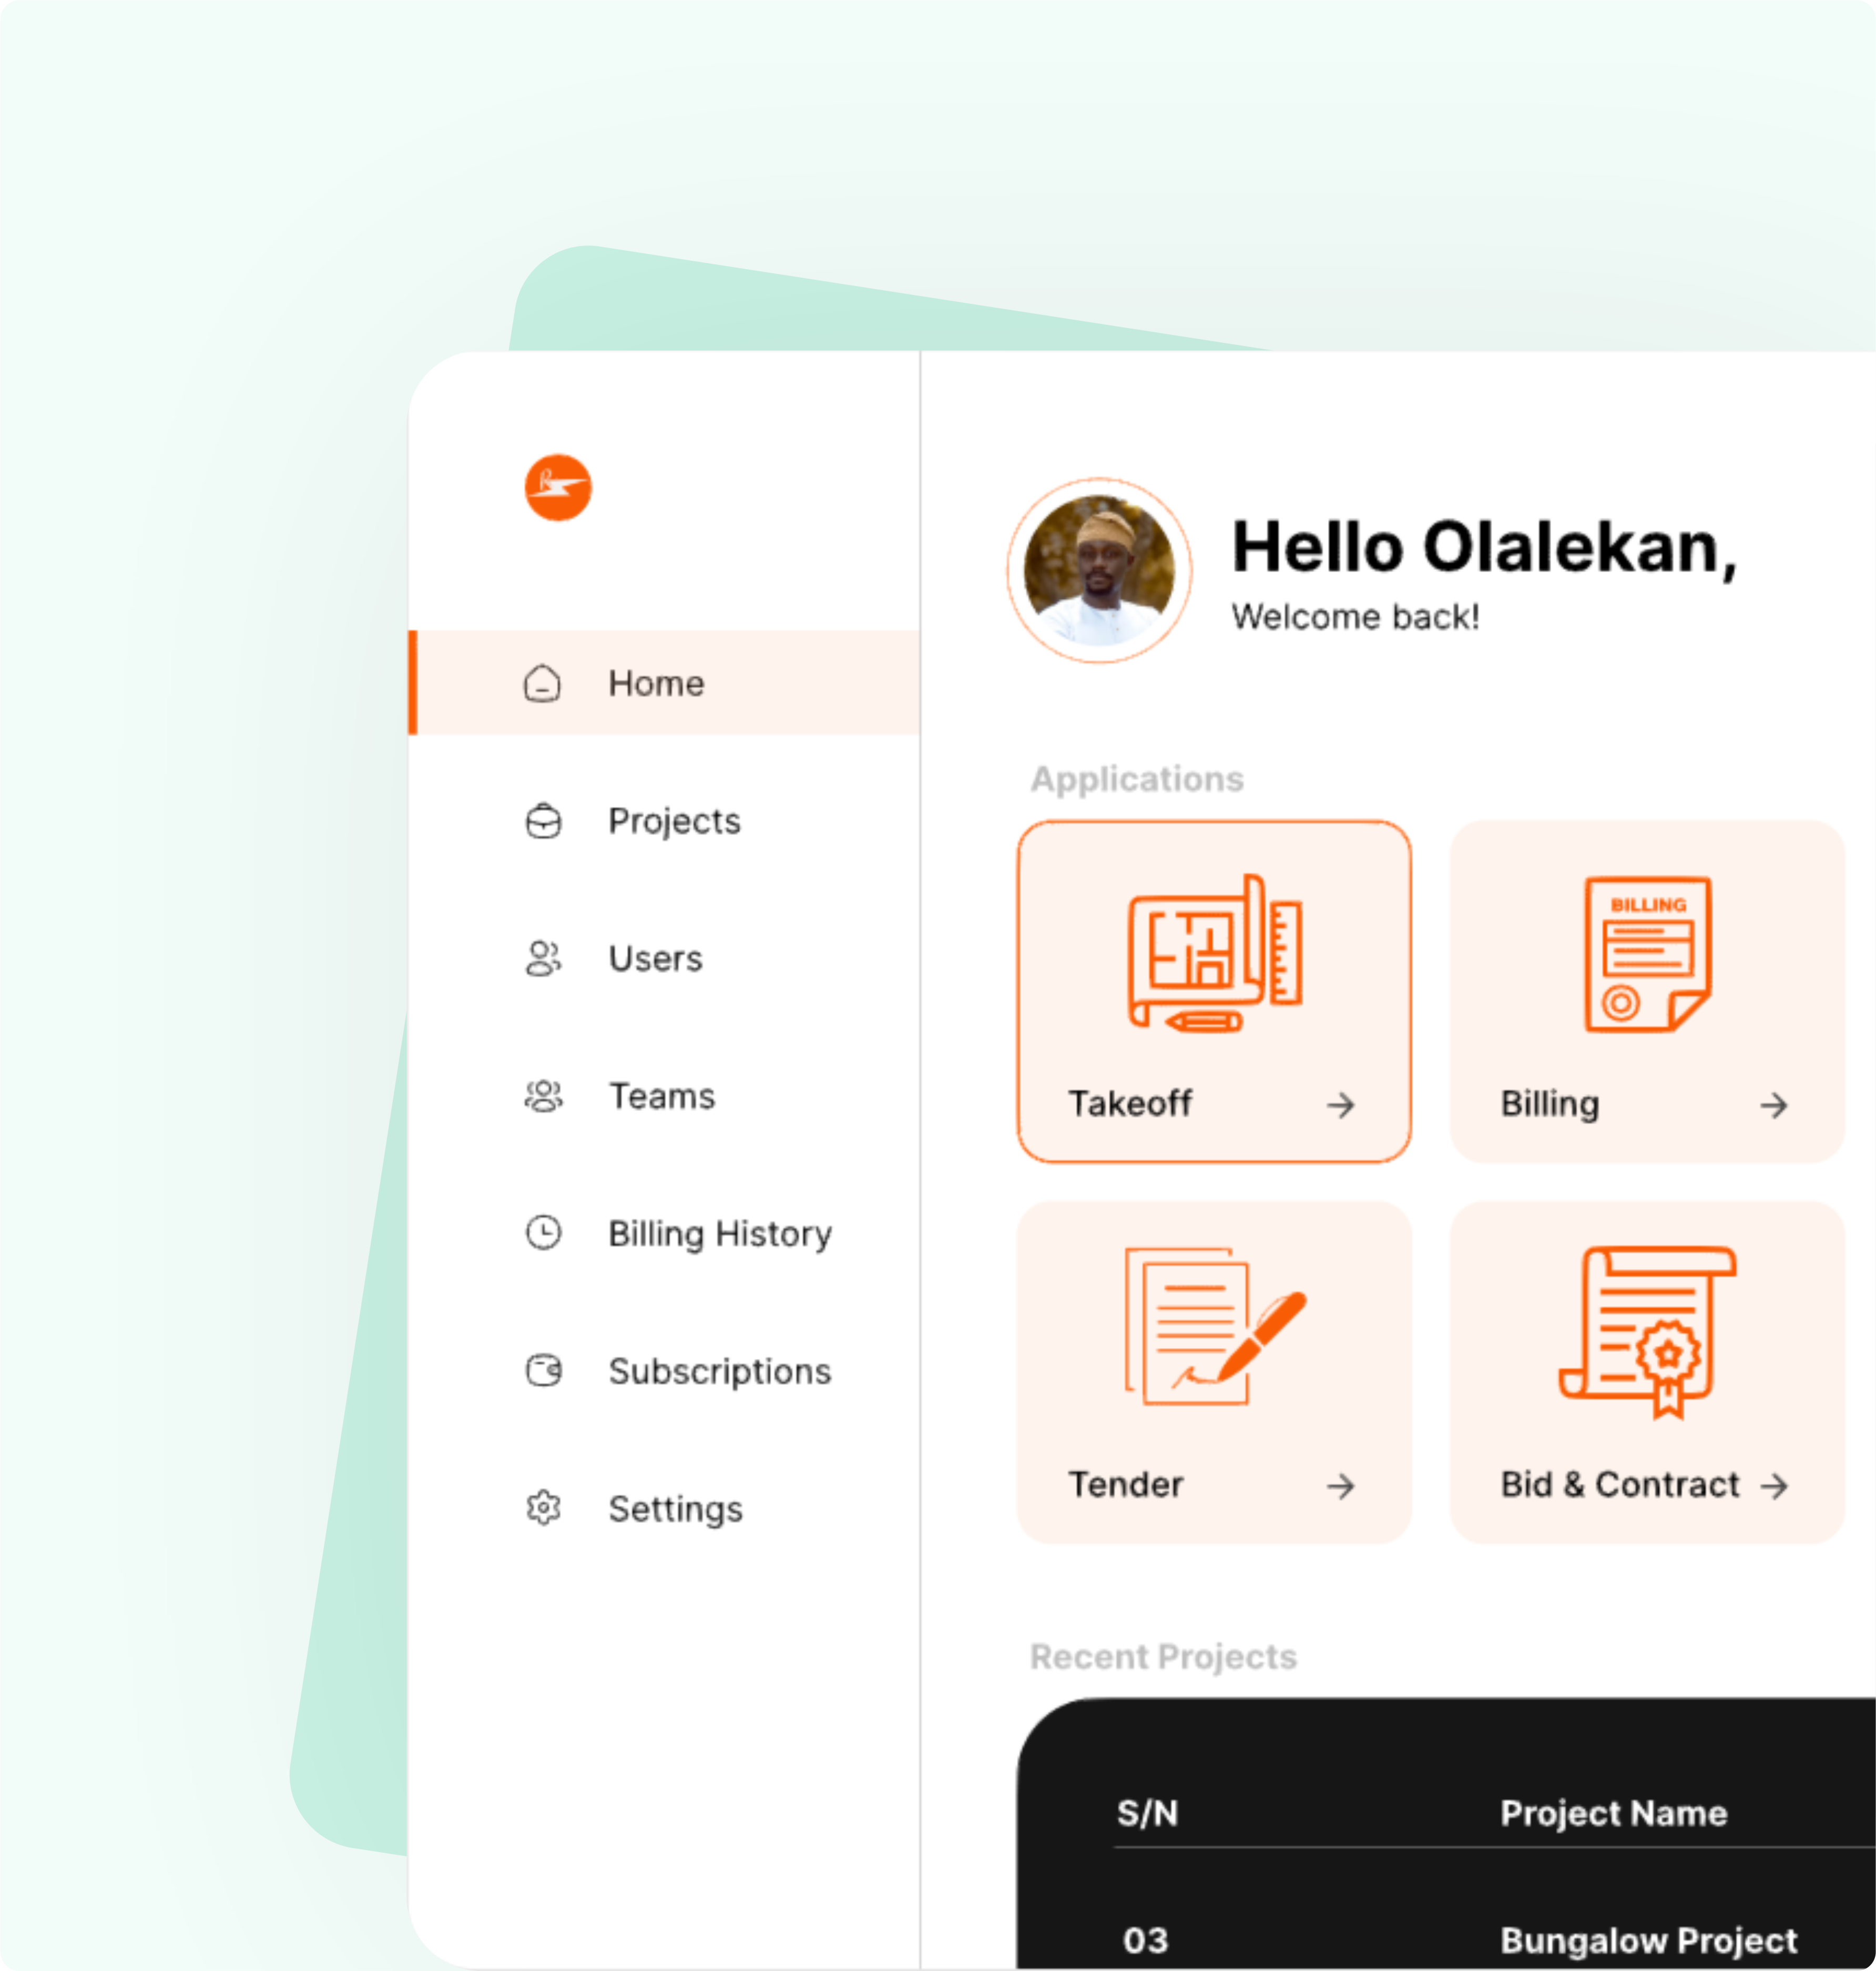 Hello Olalekan,
Welcome back!
Home
Projects
Users
Teams
Billing History
Subscriptions
Settings
Applications
BILLING
Takeoff
Billing
Tender
Bid & Contract
Recent Projects
S/N Project Name
03 Bungalow Project